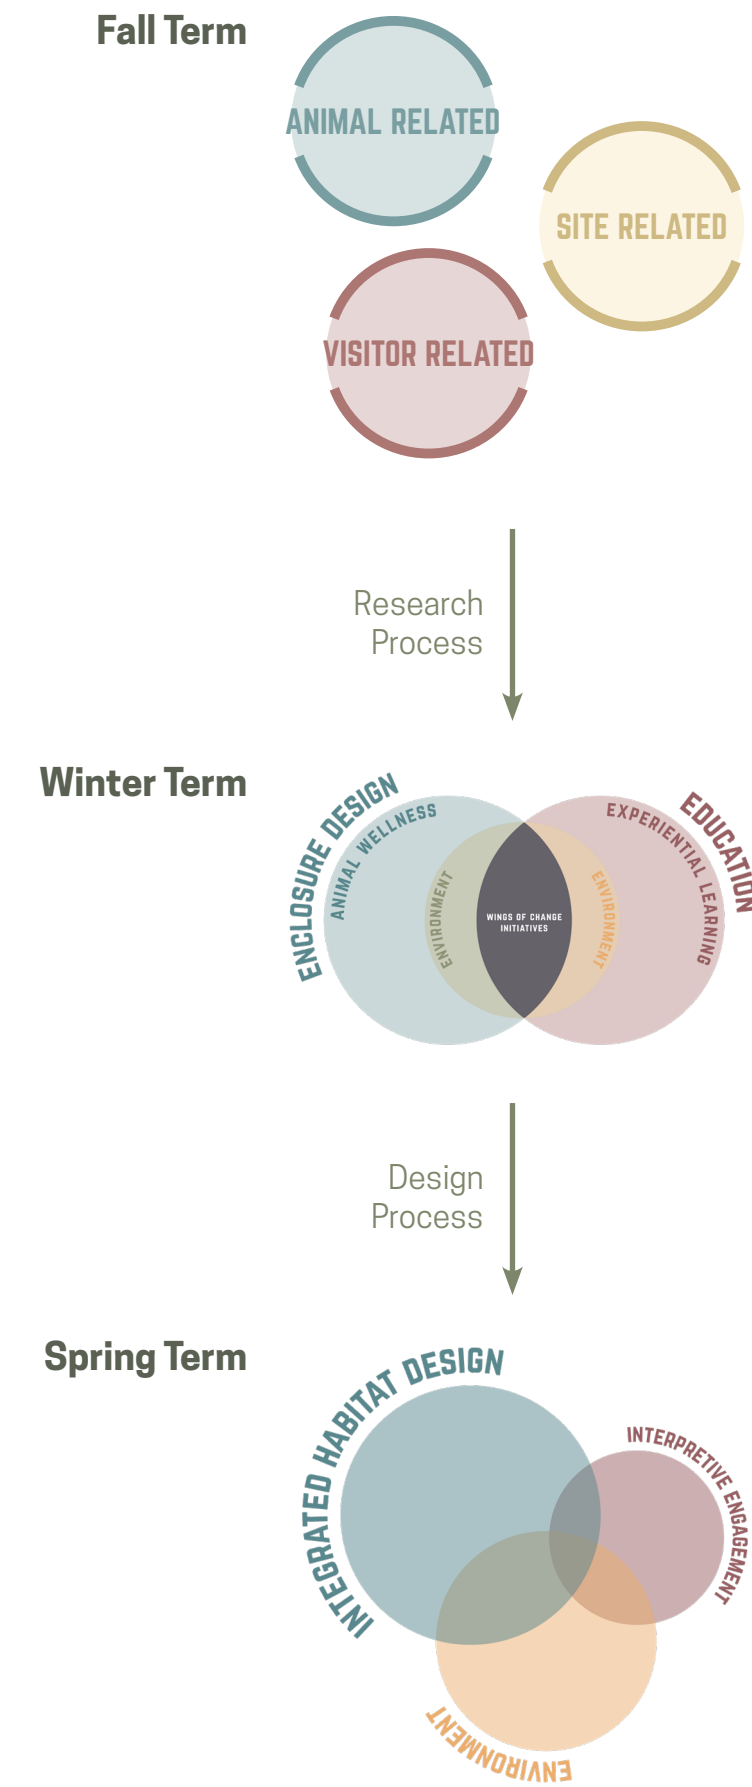 Fall Term
ANIMAL RELATED
SITE RELATED
VISITOR RELATED
Research
Process
Winter Term
ENCLOSURE DESIGN
ANIMAL WELLNESS
ENVIRONMENT
WINGS OF CHANGE
INITIATIVES
ENVIRONMENT
EXPERIENTIAL LEARNING
EDUCATION
Design
Process
Spring Term
INTEGRATED HABITAT DESIGN
INTERPRETIVE ENGAGEMENT
ENVIRONMENT